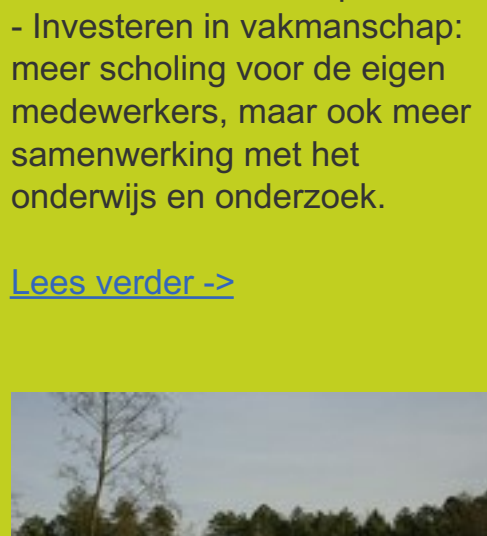 - Investeren in vakmanschap:
meer scholing voor de eigen
medewerkers, maar ook meer
samenwerking met het
onderwijs en onderzoek.
Lees verder ->